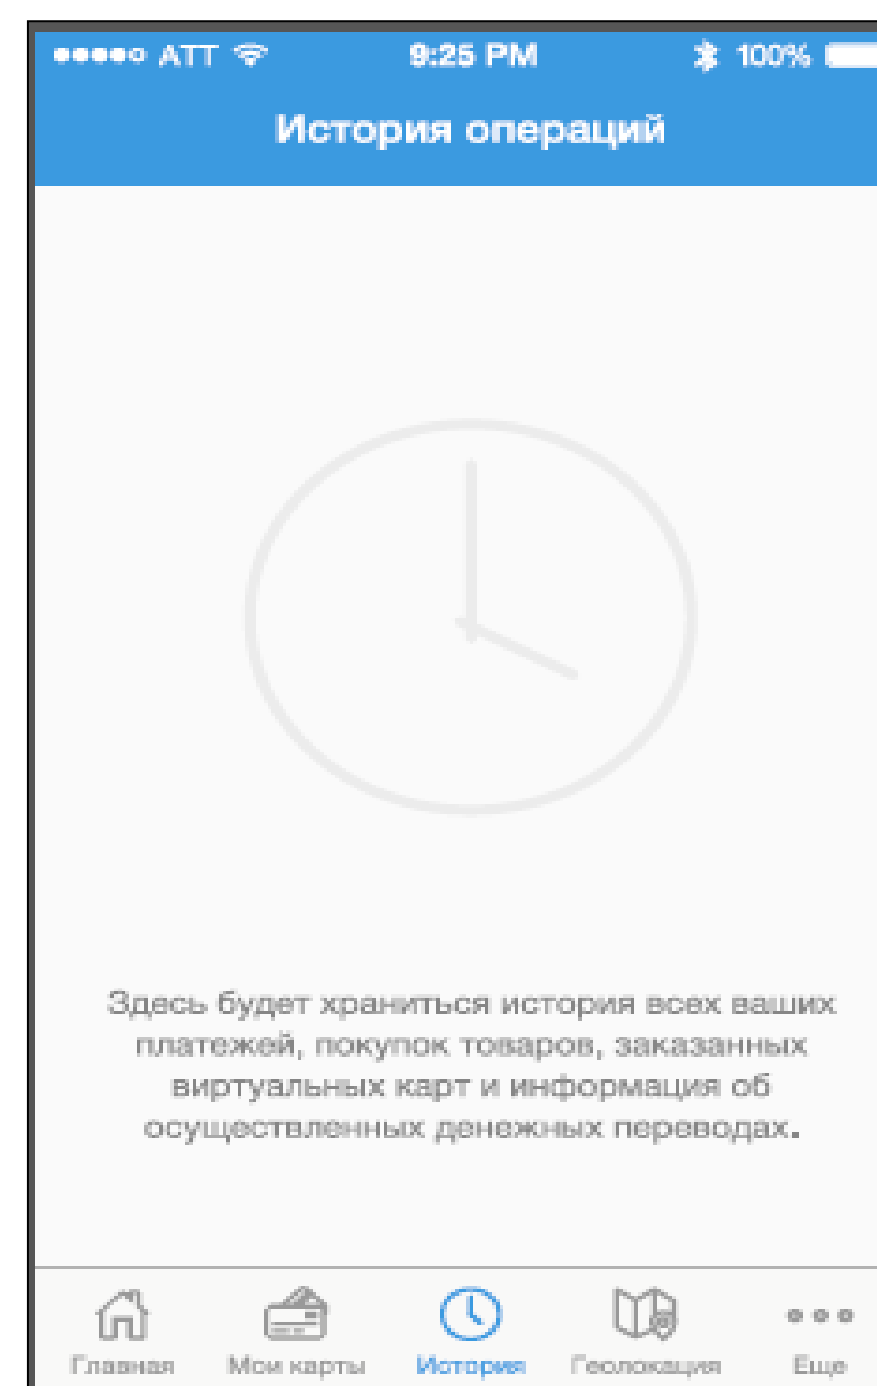 ATT 9:25 PM 100%
История операций
Здесь будет храниться история всех ваших
платежей, покупок товаров, заказанных
виртуальных карт и информация об
осуществленных денежных переводах.
Главная Мои карты История Геолокация Еще